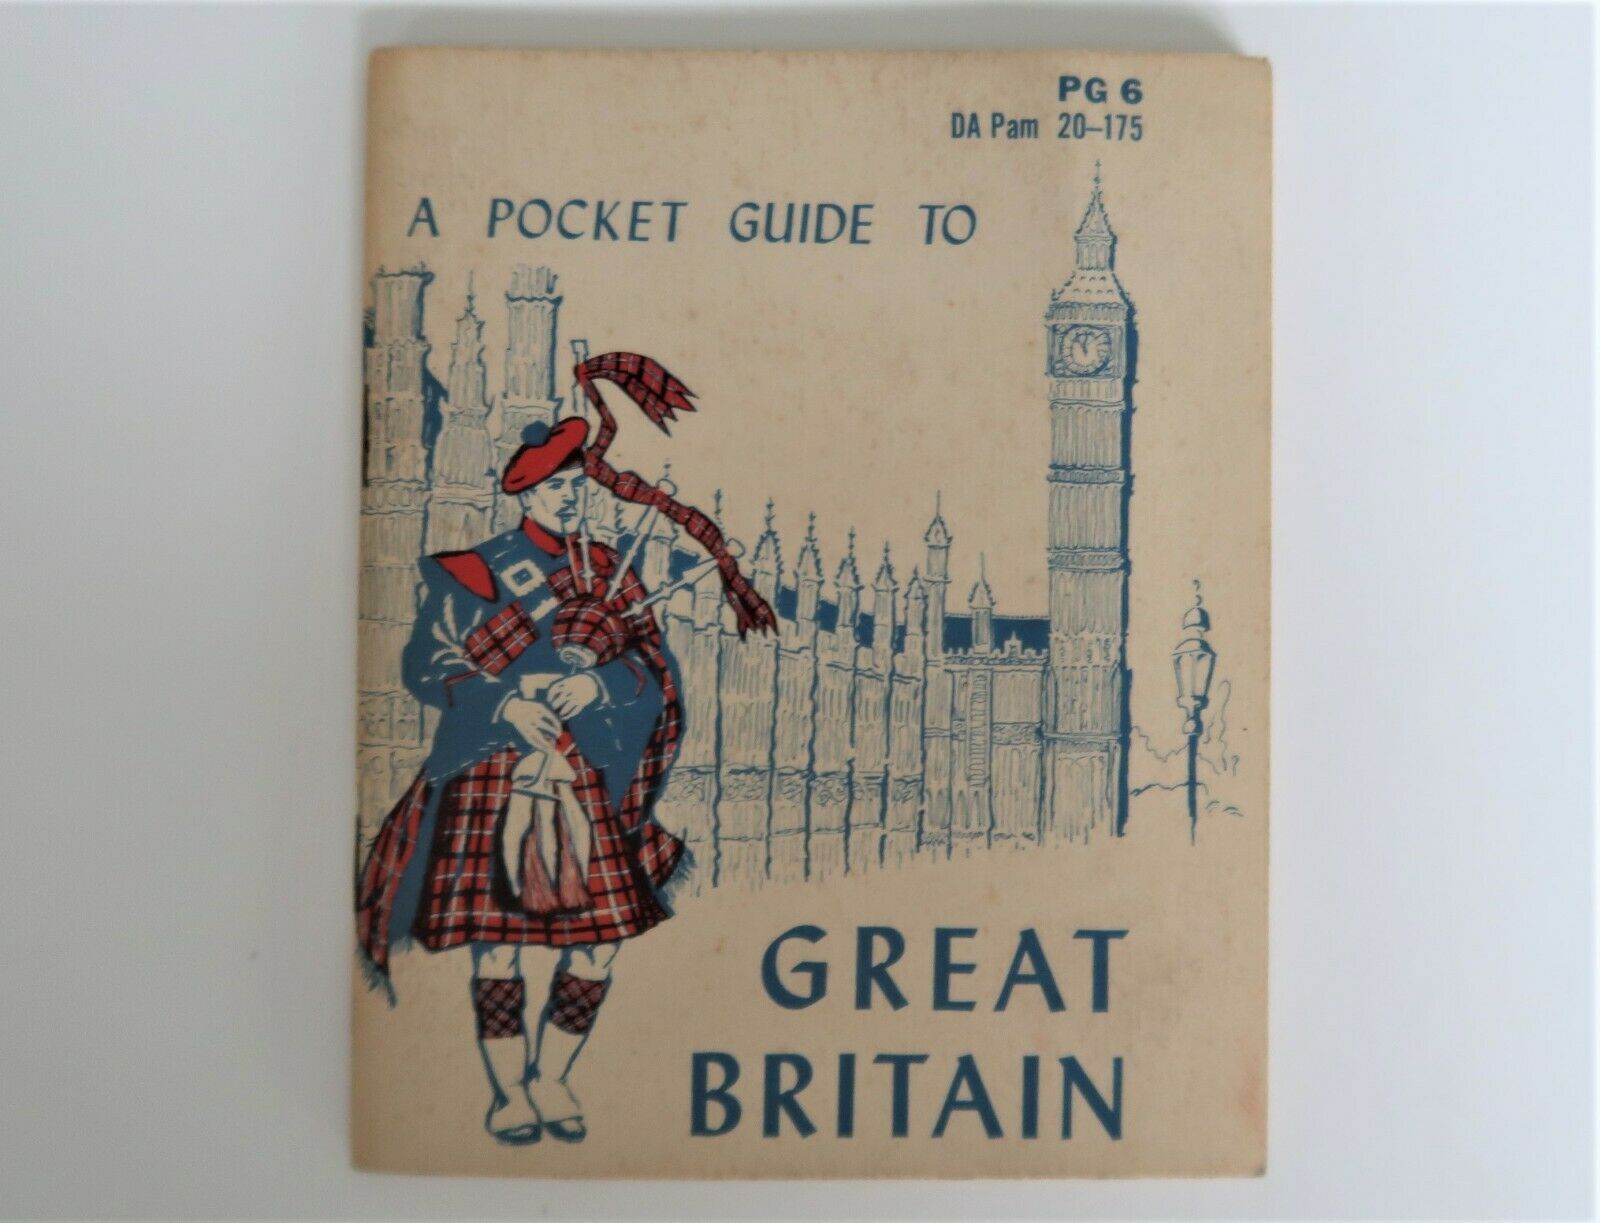 PG 6
DA Pam 20–175
A POCKET GUIDE TO
GREAT
BRITAIN